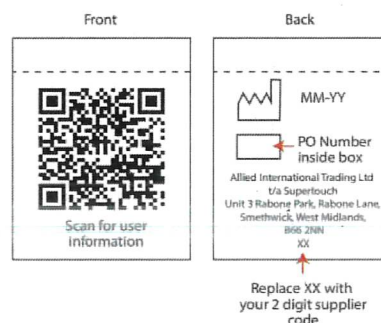 Front
Scan for user
information
Back
MM-YY
PO Number
inside box
Allied International Trading Ltd
t/a Supertouch
Unit 3 Rabone Park, Rabone Lane,
Smethwick, West Midlands,
B66 2NN
XX
Replace XX with
your 2 digit supplier
code